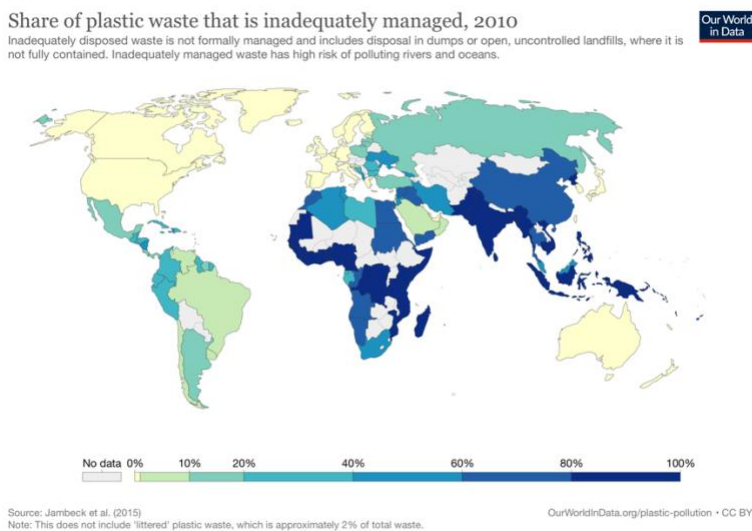 Share of plastic waste that is inadequately managed, 2010
Our World
in Data
Inadequately disposed waste is not formally managed and includes disposal in dumps or open, uncontrolled landfills, where it is
not fully contained. Inadequately managed waste has high risk of polluting rivers and oceans.
No data 0% 10% 20% 40% 60% 80% 100%
Source: Jambeck et al. (2015)
OurWorldInData.org/plastic-pollution • CC BY
Note: This does not include 'littered' plastic waste, which is approximately 2% of total waste.